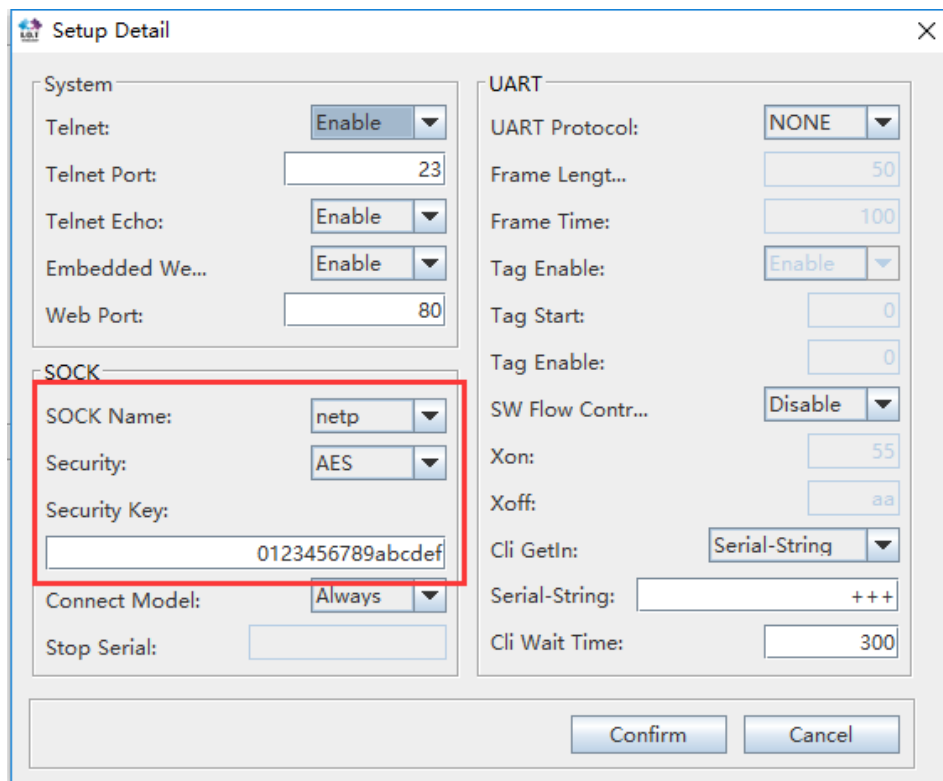 Setup Detail
System
Telnet: Enable
Telnet Port: 23
Telnet Echo: Enable
Embedded We... Enable
Web Port: 80
SOCK
SOCK Name: netp
Security: AES
Security Key:
0123456789abcdef
Connect Model: Always
Stop Serial:
UART
UART Protocol: NONE
Frame Lengt... 50
Frame Time: 100
Tag Enable: Enable
Tag Start: 0
Tag Enable: 0
SW Flow Contr... Disable
Xon: 55
Xoff: aa
Cli GetIn: Serial-String
Serial-String: +++
Cli Wait Time: 300
Confirm Cancel